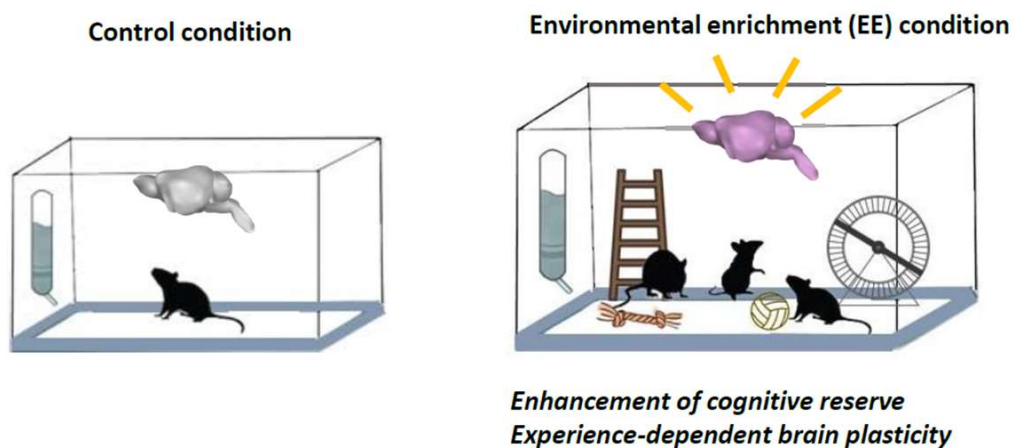 Control condition
Environmental enrichment (EE) condition
Enhancement of cognitive reserve
Experience-dependent brain plasticity